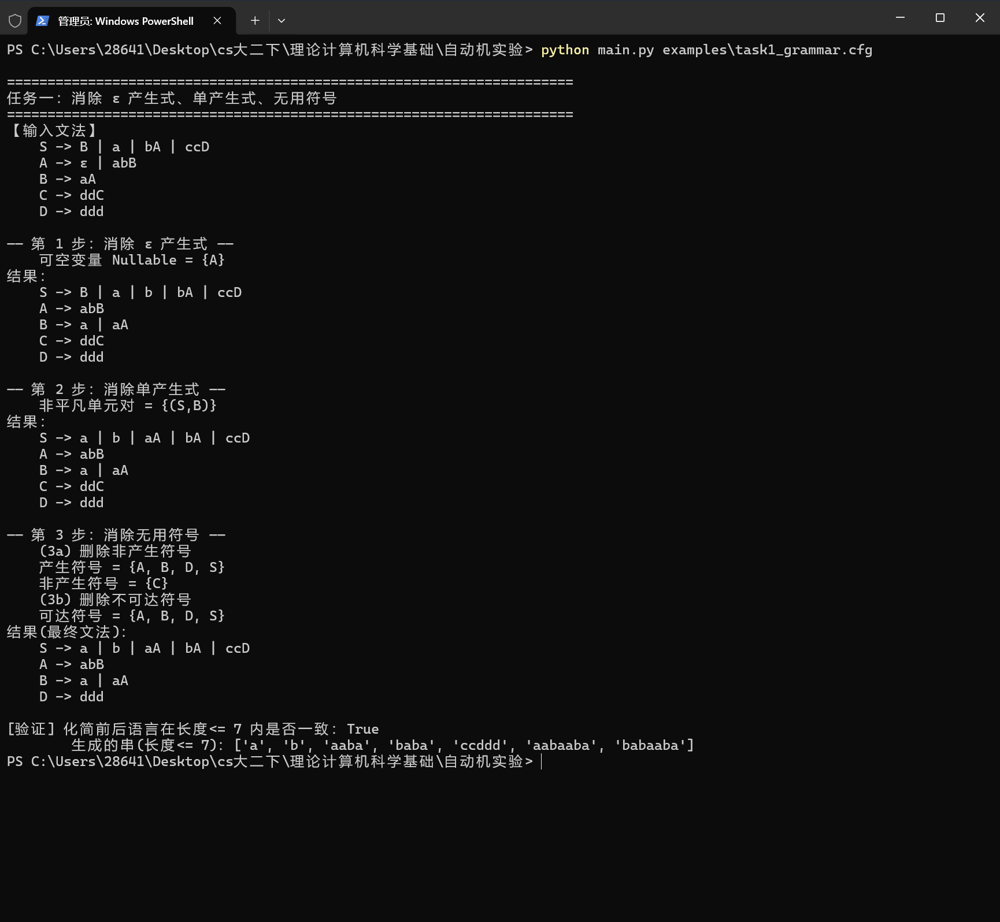 管理员: Windows PowerShell
PS C:\Users\28641\Desktop\cs大二下\理论计算机科学基础\自动机实验> python main.py examples\task1_grammar.cfg
======================================================================
任务一: 消除 ε 产生式、单产生式、无用符号
======================================================================
【输入文法】
S -> B | a | bA | ccD
A -> ε | abB
B -> aA
C -> ddC
D -> ddd
—— 第 1 步: 消除 ε 产生式 ——
可空变量 Nullable = {A}
结果:
S -> B | a | b | bA | ccD
A -> abB
B -> a | aA
C -> ddC
D -> ddd
—— 第 2 步: 消除单产生式 ——
非平凡单元对 = {(S,B)}
结果:
S -> a | b | aA | bA | ccD
A -> abB
B -> a | aA
C -> ddC
D -> ddd
—— 第 3 步: 消除无用符号 ——
(3a) 删除非产生符号
产生符号 = {A, B, D, S}
非产生符号 = {C}
(3b) 删除不可达符号
可达符号 = {A, B, D, S}
结果(最终文法):
S -> a | b | aA | bA | ccD
A -> abB
B -> a | aA
D -> ddd
[验证] 化简前后语言在长度<= 7 内是否一致: True
生成的串(长度<= 7): ['a', 'b', 'aaba', 'baba', 'ccddd', 'aabaaba', 'babaaba']
PS C:\Users\28641\Desktop\cs大二下\理论计算机科学基础\自动机实验>